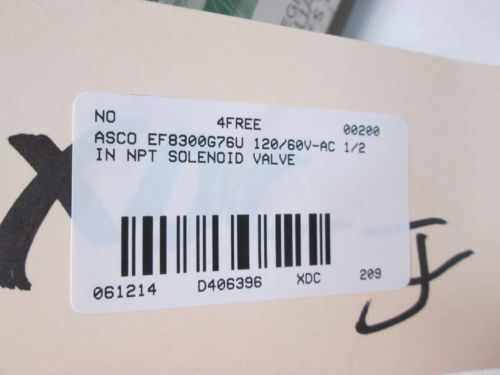 NO 4FREE 00200
ASCO EF8300G76U 120/60V-AC 1/2
IN NPT SOLENOID VALVE
061214 D406396 XDC 209